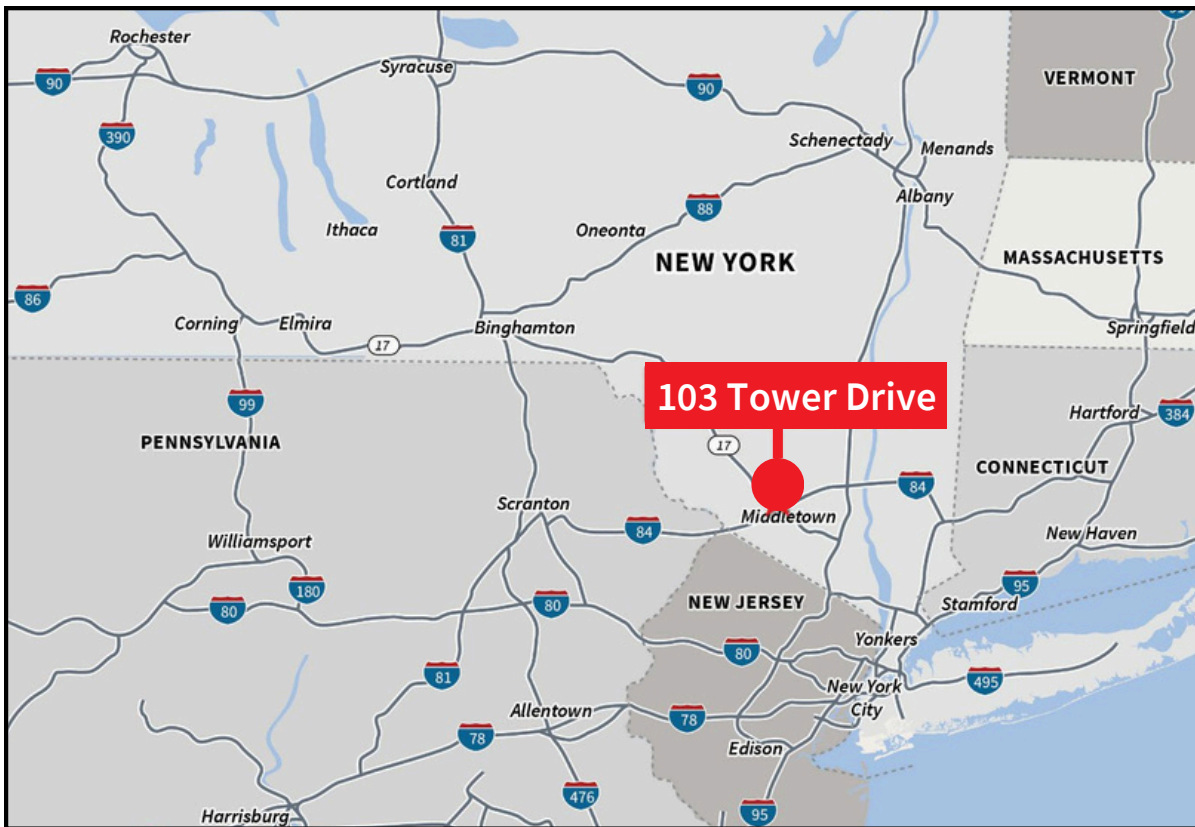 Rochester
Syracuse
90
90
390
VERMONT
Schenectady
Menands
Cortland
Albany
88
Ithaca
Oneonta
81
NEW YORK
MASSACHUSETTS
86
Corning
Elmira
Binghamton
Springfield
17
103 Tower Drive
99
Hartford
384
PENNSYLVANIA
17
CONNECTICUT
84
Scranton
Middletown
84
New Haven
Williamsport
180
95
80
80
NEW JERSEY
Stamford
Yonkers
80
81
495
New York
City
Allentown
78
78
Edison
476
95
Harrisburg